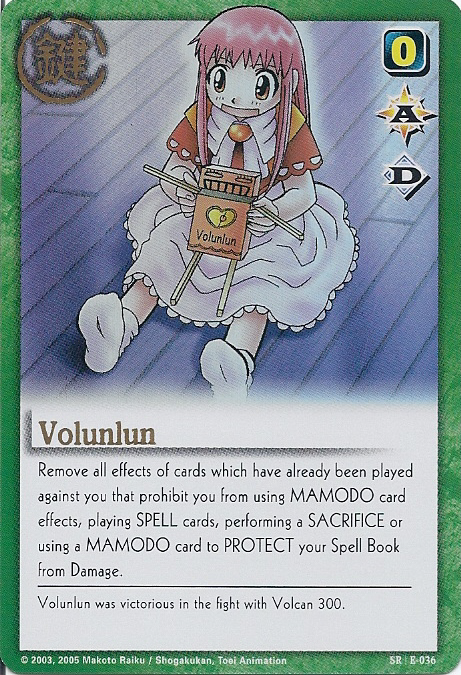 鍵
0
A
D
Volunlun
Volunlun
Remove all effects of cards which have already been played
against you that prohibit you from using MAMODO card
effects, playing SPELL cards, performing a SACRIFICE or
using a MAMODO card to PROTECT your Spell Book
from Damage.
Volunlun was victorious in the fight with Volcan 300.
© 2003, 2005 Makoto Raiku / Shogakukan, Toei Animation
SR | E-036